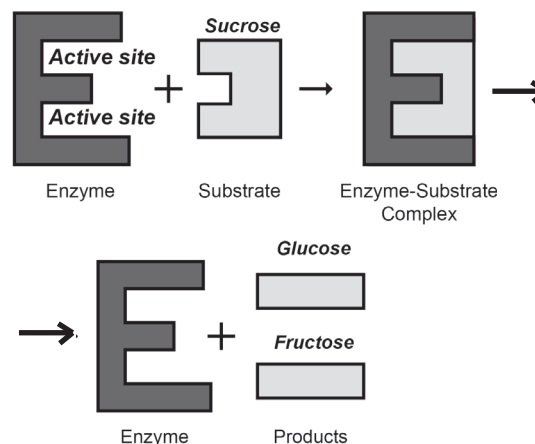 Sucrose
Active site
Active site
+
Enzyme
Substrate
Enzyme-Substrate
Complex
Glucose
+
Fructose
Enzyme
Products